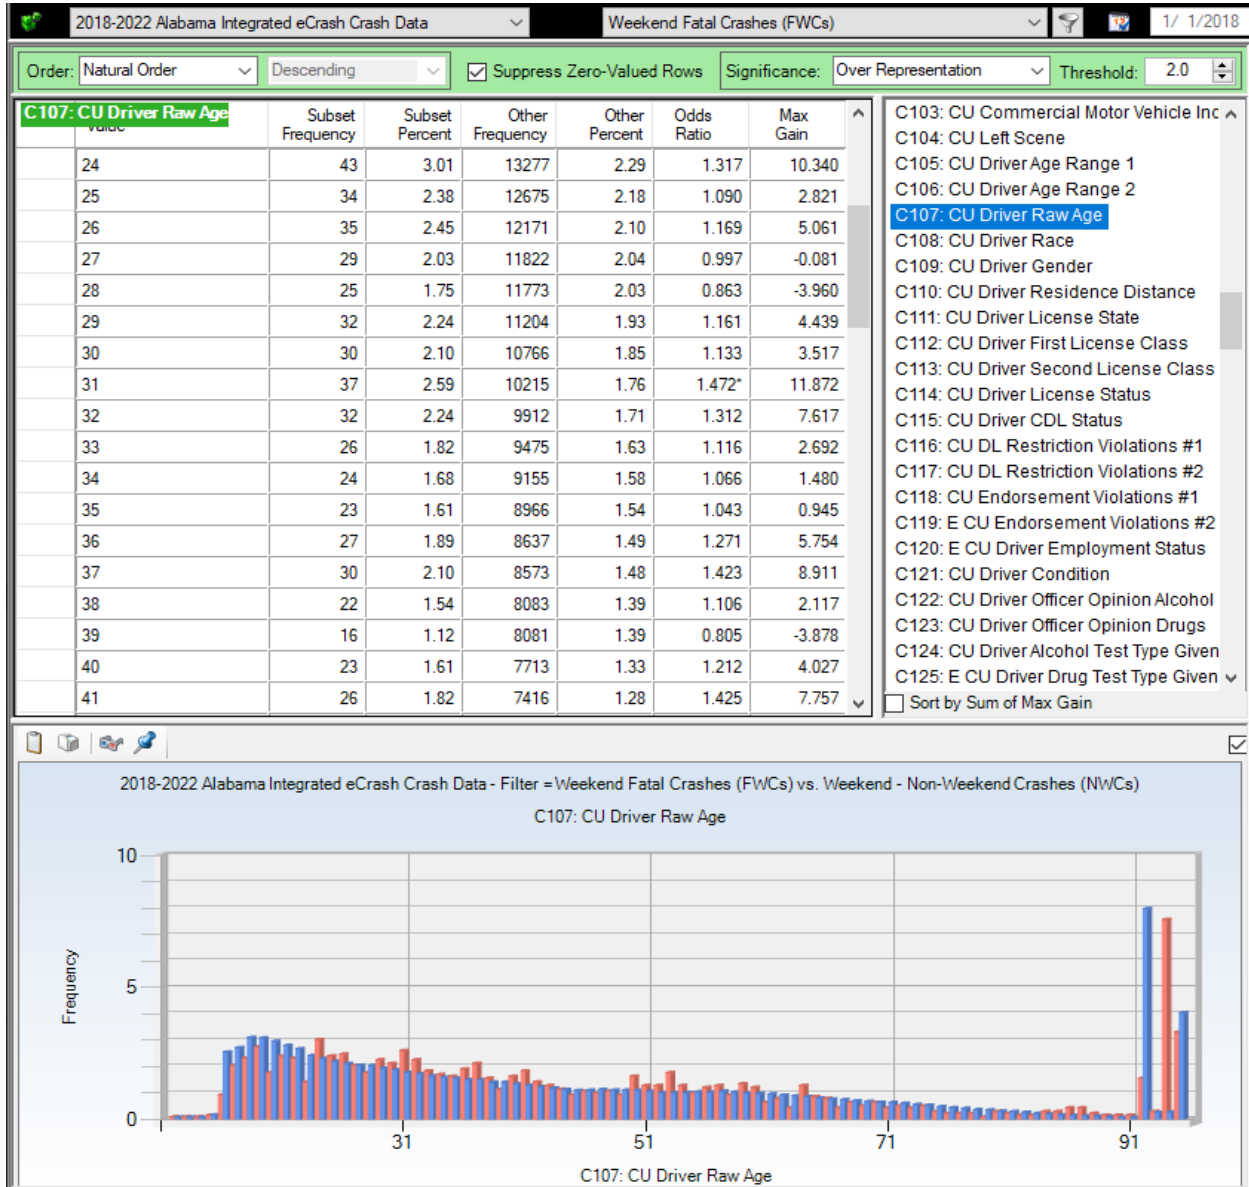 2018-2022 Alabama Integrated eCrash Crash Data Weekend Fatal Crashes (FWCs) 1/ 1/2018
Order: Natural Order Descending Suppress Zero-Valued Rows Significance: Over Representation Threshold: 2.0
C107: CU Driver Raw Age Subset Frequency Subset Percent Other Frequency Other Percent Odds Ratio Max Gain
24 43 3.01 13277 2.29 1.317 10.340
25 34 2.38 12675 2.18 1.090 2.821
26 35 2.45 12171 2.10 1.169 5.061
27 29 2.03 11822 2.04 0.997 -0.081
28 25 1.75 11773 2.03 0.863 -3.960
29 32 2.24 11204 1.93 1.161 4.439
30 30 2.10 10766 1.85 1.133 3.517
31 37 2.59 10215 1.76 1.472* 11.872
32 32 2.24 9912 1.71 1.312 7.617
33 26 1.82 9475 1.63 1.116 2.692
34 24 1.68 9155 1.58 1.066 1.480
35 23 1.61 8966 1.54 1.043 0.945
36 27 1.89 8637 1.49 1.271 5.754
37 30 2.10 8573 1.48 1.423 8.911
38 22 1.54 8083 1.39 1.106 2.117
39 16 1.12 8081 1.39 0.805 -3.878
40 23 1.61 7713 1.33 1.212 4.027
41 26 1.82 7416 1.28 1.425 7.757
C103: CU Commercial Motor Vehicle Inc
C104: CU Left Scene
C105: CU Driver Age Range 1
C106: CU Driver Age Range 2
C107: CU Driver Raw Age
C108: CU Driver Race
C109: CU Driver Gender
C110: CU Driver Residence Distance
C111: CU Driver License State
C112: CU Driver First License Class
C113: CU Driver Second License Class
C114: CU Driver License Status
C115: CU Driver CDL Status
C116: CU DL Restriction Violations #1
C117: CU DL Restriction Violations #2
C118: CU Endorsement Violations #1
C119: E CU Endorsement Violations #2
C120: E CU Driver Employment Status
C121: CU Driver Condition
C122: CU Driver Officer Opinion Alcohol
C123: CU Driver Officer Opinion Drugs
C124: CU Driver Alcohol Test Type Given
C125: E CU Driver Drug Test Type Given
Sort by Sum of Max Gain
2018-2022 Alabama Integrated eCrash Crash Data - Filter = Weekend Fatal Crashes (FWCs) vs. Weekend - Non-Weekend Crashes (NWCs)
C107: CU Driver Raw Age
10
5
0
Frequency
31 51 71 91
C107: CU Driver Raw Age